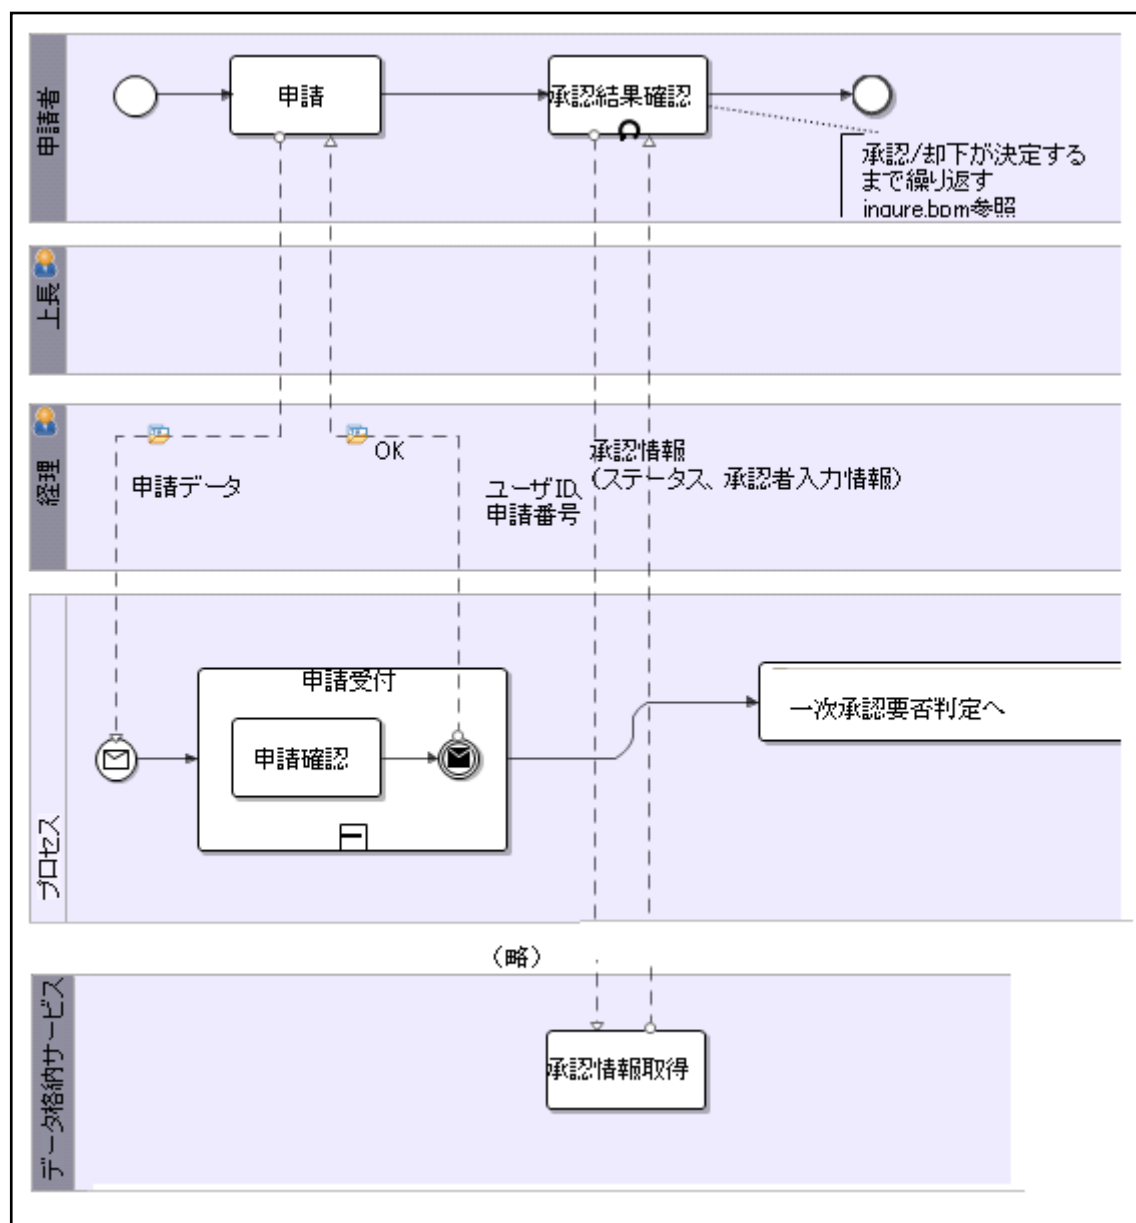 申請者
申請
承認結果確認
承認/却下が決定する
まで繰り返す
inqure.bpm参照
上長
経理
申請データ
OK
ユーザID、
申請番号
承認情報
(ステータス、承認者入力情報)
プロセス
申請受付
申請確認
一次承認要否判定へ
(略)
データ格納サービス
承認情報取得